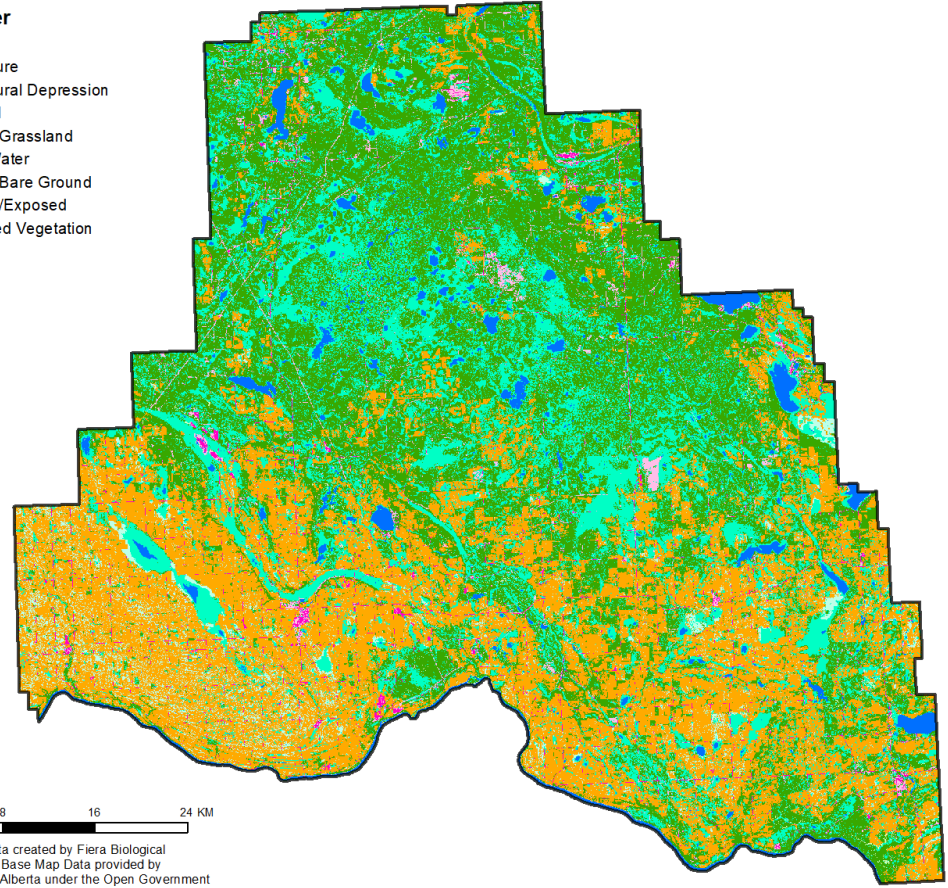 er
ure
ural Depression
Grassland
Vater
Bare Ground
/Exposed
ed Vegetation
8 16 24 KM
ta created by Fiera Biological
Base Map Data provided by
Alberta under the Open Government